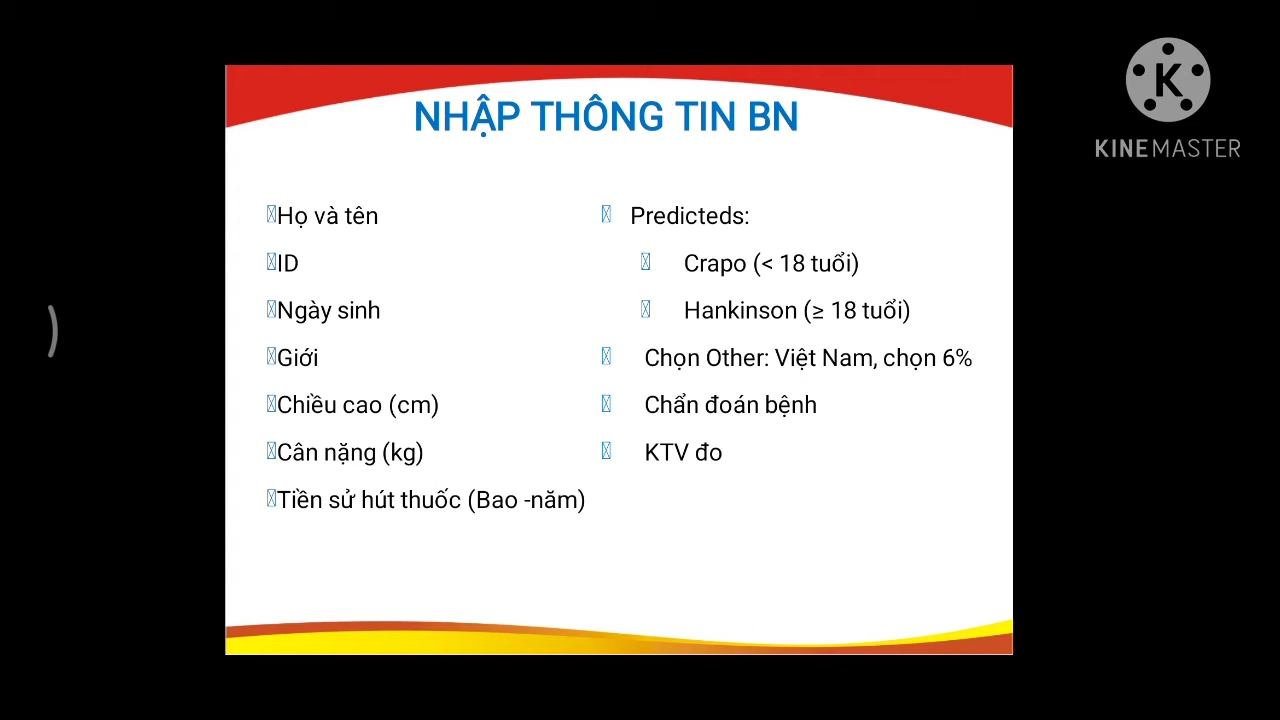 NHẬP THÔNG TIN BN
Họ và tên
ID
Ngày sinh
Giới
Chiều cao (cm)
Cân nặng (kg)
Tiền sử hút thuốc (Bao -năm)
Predicteds:
Crapo (< 18 tuổi)
Hankinson (≥ 18 tuổi)
Chọn Other: Việt Nam, chọn 6%
Chẩn đoán bệnh
KTV đo
K
KINEMASTER